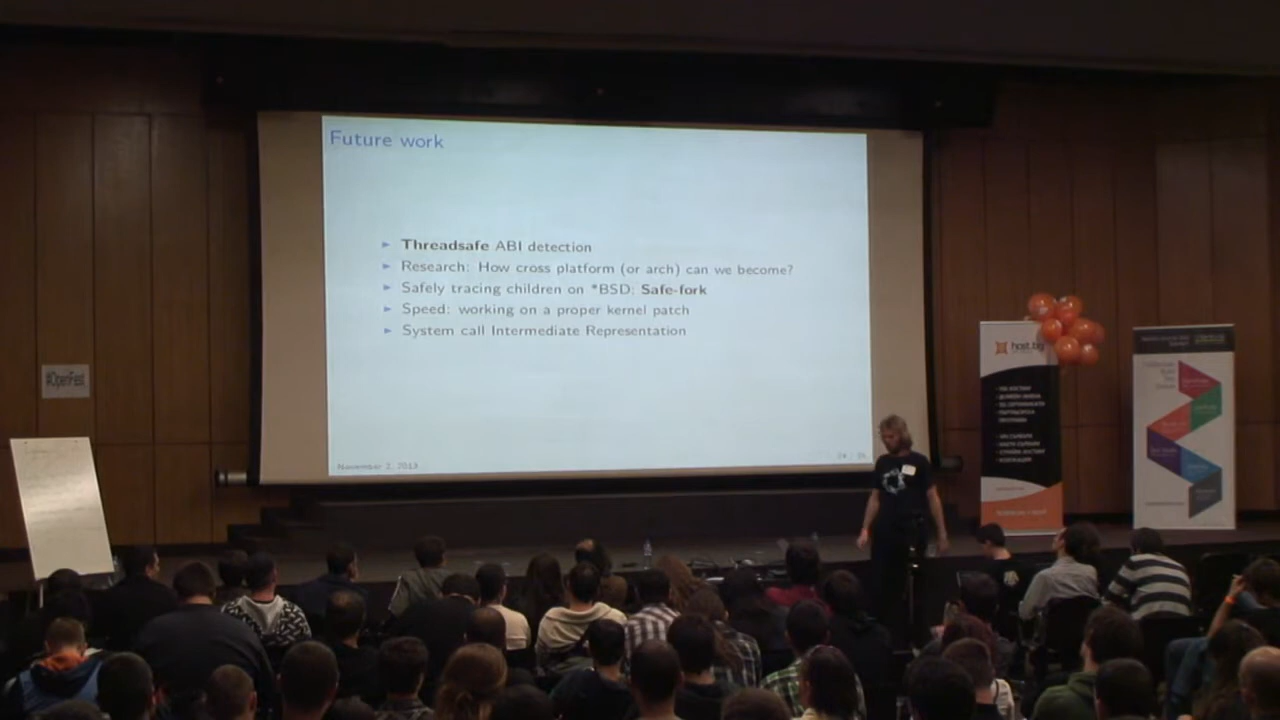 Future work
Threadsafe ABI detection
Research: How cross platform (or arch) can we become?
Safely tracing children on *BSD: Safe-fork
Speed: working on a proper kernel patch
System call Intermediate Representation
November 2, 2013
#OpenFest
host.bg